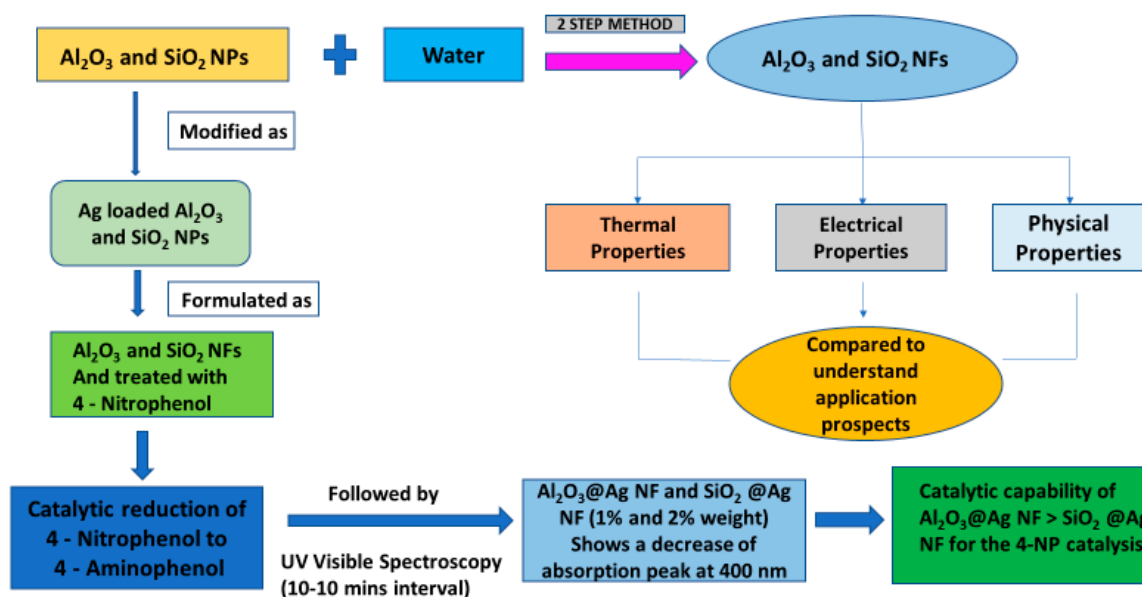 2 STEP METHOD
Al₂O₃ and SiO₂ NPs
Water
Al₂O₃ and SiO₂ NFs
Modified as
Ag loaded Al₂O₃
and SiO₂ NPs
Thermal
Properties
Electrical
Properties
Physical
Properties
Formulated as
Al₂O₃ and SiO₂ NFs
And treated with
4 - Nitrophenol
Compared to
understand
application
prospects
Catalytic reduction of
4 - Nitrophenol to
4 - Aminophenol
Followed by
UV Visible Spectroscopy
(10-10 mins interval)
Al₂O₃@Ag NF and SiO₂ @Ag
NF (1% and 2% weight)
Shows a decrease of
absorption peak at 400 nm
Catalytic capability of
Al₂O₃@Ag NF > SiO₂ @Ag
NF for the 4-NP catalysis